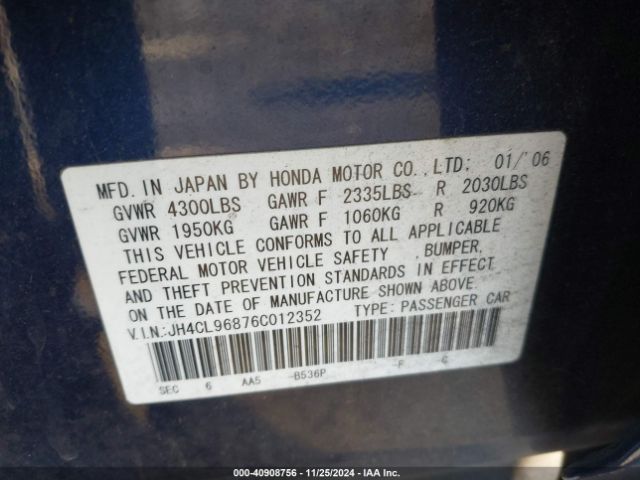 MFD. IN JAPAN BY HONDA MOTOR CO.,LTD; 01/'06
GVWR 4300LBS GAWR F 2335LBS R 2030LBS
GVWR 1950KG GAWR F 1060KG R 920KG
THIS VEHICLE CONFORMS TO ALL APPLICABLE
FEDERAL MOTOR VEHICLE SAFETY ,BUMPER,
AND THEFT PREVENTION STANDARDS IN EFFECT
ON THE DATE OF MANUFACTURE SHOWN ABOVE.
V.I.N:JH4CL96876C012352 TYPE: PASSENGER CAR
SEC 6 AA5 -B536P -F -G
000-40908756 - 11/25/2024 - IAA Inc.